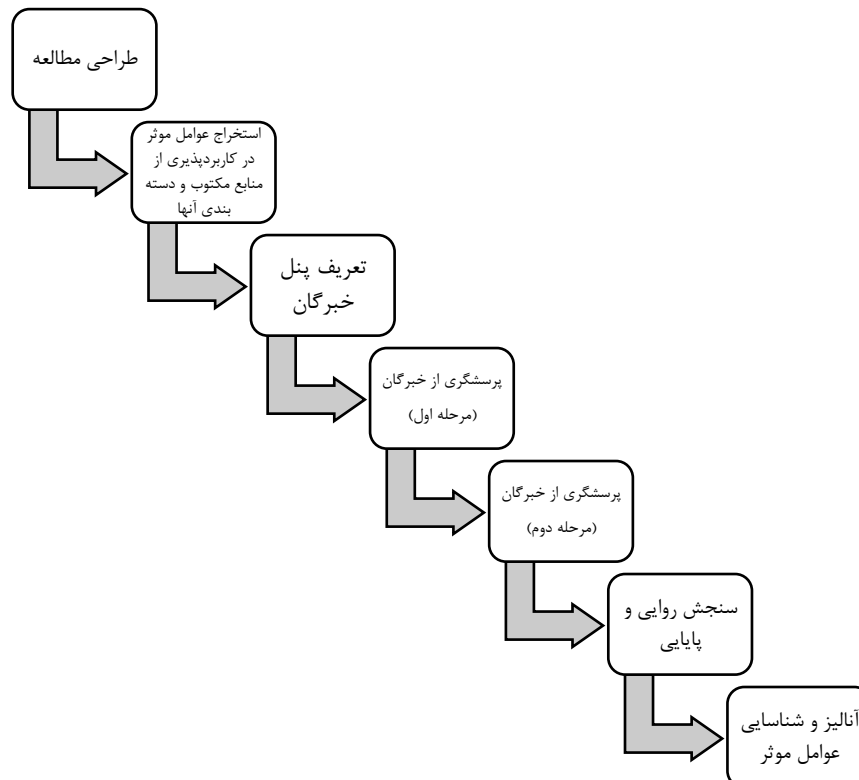 طراحی مطالعه
استخراج عوامل موثر
در کاربردپذیری از
منابع مکتوب و دسته
بندی آنها
تعریف پنل
خبرگان
پرسشگری از خبرگان
(مرحله اول)
پرسشگری از خبرگان
(مرحله دوم)
سنجش روایی و
پایایی
آنالیز و شناسایی
عوامل موثر